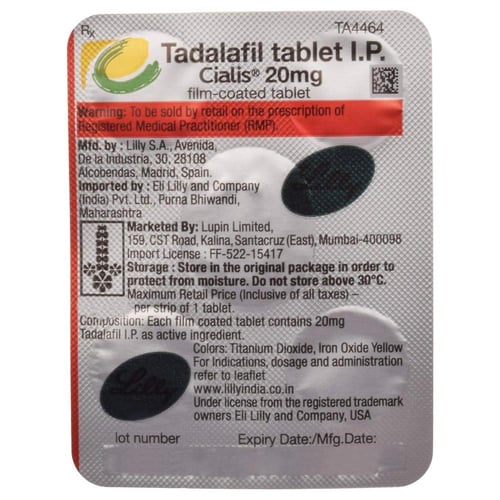 Rx
TA4464
Tadalafil tablet I.P.
Cialis® 20mg
film-coated tablet
Warning: To be sold by retail on the prescription of
Registered Medical Practitioner (RMP).
Mfd. by : Lilly S.A., Avenida,
De la Industria, 30, 28108
Alcobendas, Madrid, Spain.
Imported by : Eli Lilly and Company
(India) Pvt. Ltd., Purna Bhiwandi,
Maharashtra
Lilly
Marketed By: Lupin Limited,
159, CST Road, Kalina, Santacruz (East), Mumbai-400098
Import License : FF-522-15417
Storage : Store in the original package in order to
protect from moisture. Do not store above 30°C.
Maximum Retail Price (Inclusive of all taxes) –
per strip of 1 tablet.
Composition: Each film coated tablet contains 20mg
Tadalafil I.P. as active ingredient.
Colors: Titanium Dioxide, Iron Oxide Yellow
For Indications, dosage and administration
refer to leaflet
Lilly
www.lillyindia.co.in
Under license from the registered trademark
owners Eli Lilly and Company, USA
lot number
Expiry Date:/Mfg.Date: